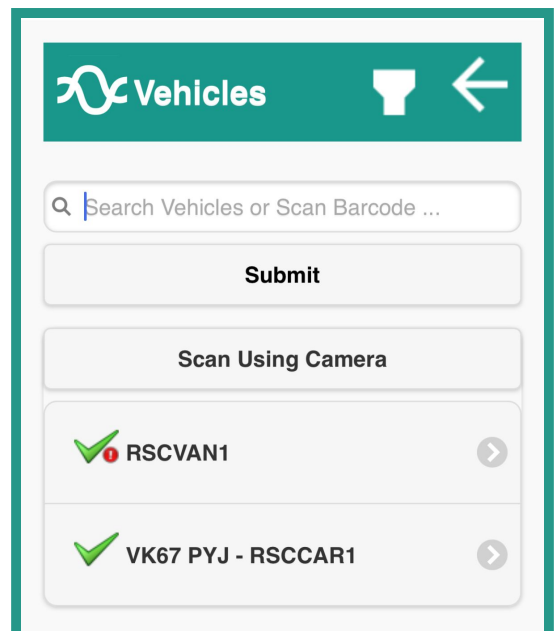 Vehicles
Search Vehicles or Scan Barcode ...
Submit
Scan Using Camera
RSCVAN1
VK67 PYJ - RSCCAR1